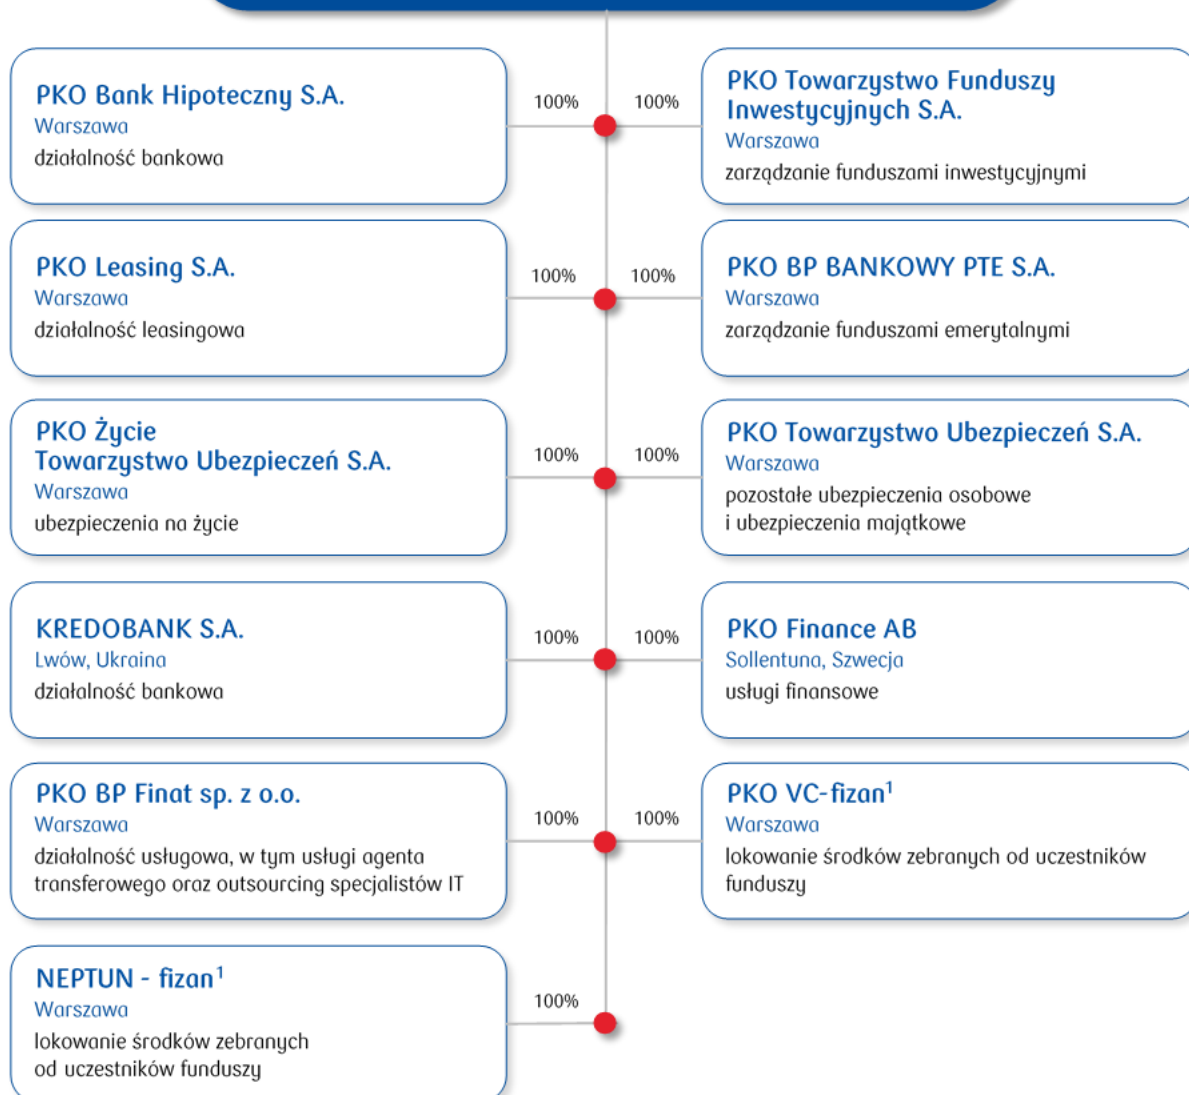 PKO Bank Hipoteczny S.A.
Warszawa
działalność bankowa
100%
100%
PKO Towarzystwo Funduszy
Inwestycyjnych S.A.
Warszawa
zarządzanie funduszami inwestycyjnymi
PKO Leasing S.A.
Warszawa
działalność leasingowa
100%
100%
PKO BP BANKOWY PTE S.A.
Warszawa
zarządzanie funduszami emerytalnymi
PKO Życie
Towarzystwo Ubezpieczeń S.A.
Warszawa
ubezpieczenia na życie
100%
100%
PKO Towarzystwo Ubezpieczeń S.A.
Warszawa
pozostałe ubezpieczenia osobowe
i ubezpieczenia majątkowe
KREDOBANK S.A.
Lwów, Ukraina
działalność bankowa
100%
100%
PKO Finance AB
Sollentuna, Szwecja
usługi finansowe
PKO BP Finat sp. z o.o.
Warszawa
działalność usługowa, w tym usługi agenta
transferowego oraz outsourcing specjalistów IT
100%
100%
PKO VC-fizan¹
Warszawa
lokowanie środków zebranych od uczestników
funduszy
NEPTUN - fizan¹
Warszawa
lokowanie środków zebranych
od uczestników funduszy
100%